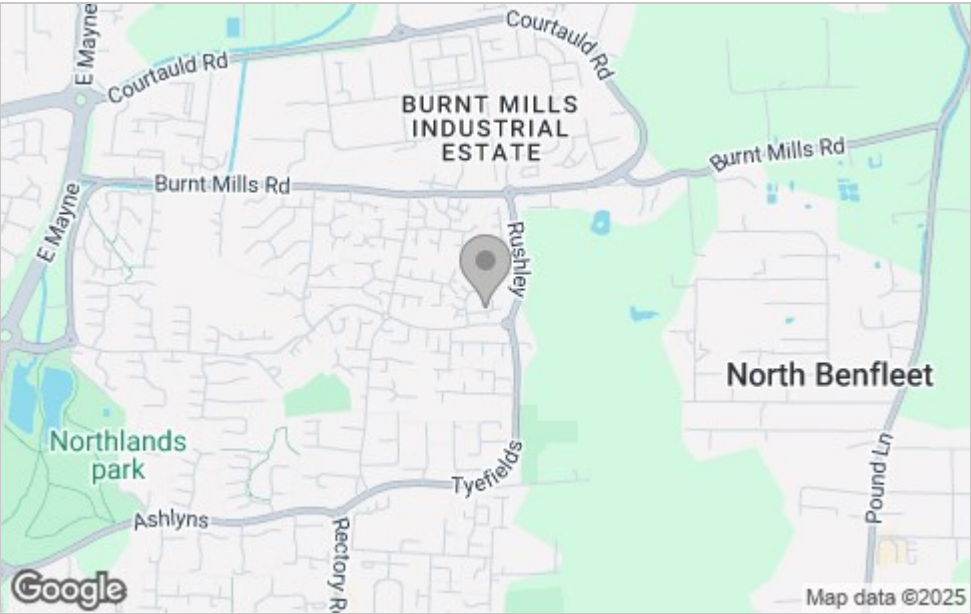 Courtauld Rd
E Mayne
Courtauld Rd
BURNT MILLS
INDUSTRIAL
ESTATE
Burnt Mills Rd
Burnt Mills Rd
E Mayne
Rushley
North Benfleet
Northlands
park
Tyefields
Pound Ln
Ashlyns
Rectory R
Google
Map data ©2025